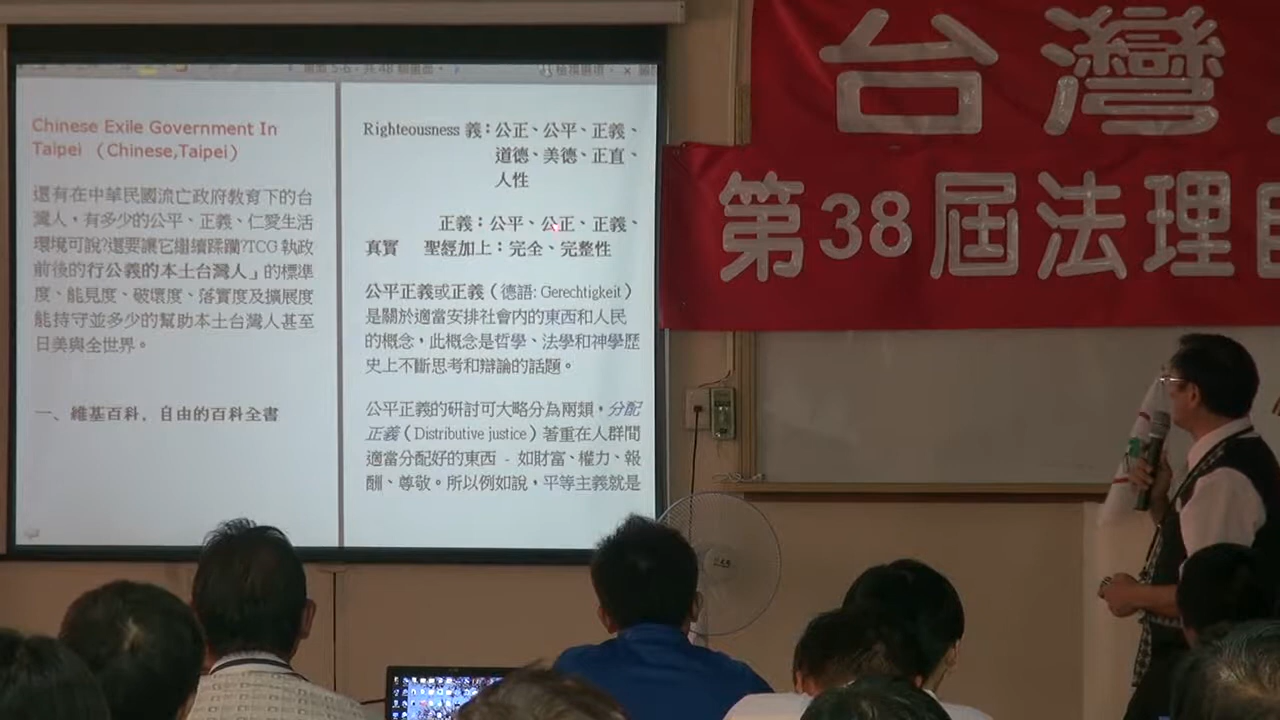 Chinese Exile Government In
Taipei （Chinese,Taipei）
還有在中華民國流亡政府教育下的台
灣人，有多少的公平、正義、仁愛生活
環境可說?還要讓它繼續蹂躪?TCG 執政
前後的行公義的本土台灣人」的標準
度、能見度、破壞度、落實度及擴展度
能持守並多少的幫助本土台灣人甚至
日美與全世界。
一、維基百科，自由的百科全書
Righteousness 義：公正、公平、正義、
道德、美德、正直、
人性
正義：公平、公正、正義、
真實 聖經加上：完全、完整性
公平正義或正義（德語: Gerechtigkeit）
是關於適當安排社會內的東西和人民
的概念，此概念是哲學、法學和神學歷
史上不斷思考和辯論的話題。
公平正義的研討可大略分為兩類，分配
正義（Distributive justice）著重在人群間
適當分配好的東西 - 如財富、權力、報
酬、尊敬。所以例如說，平等主義就是
台灣
第38屆法理